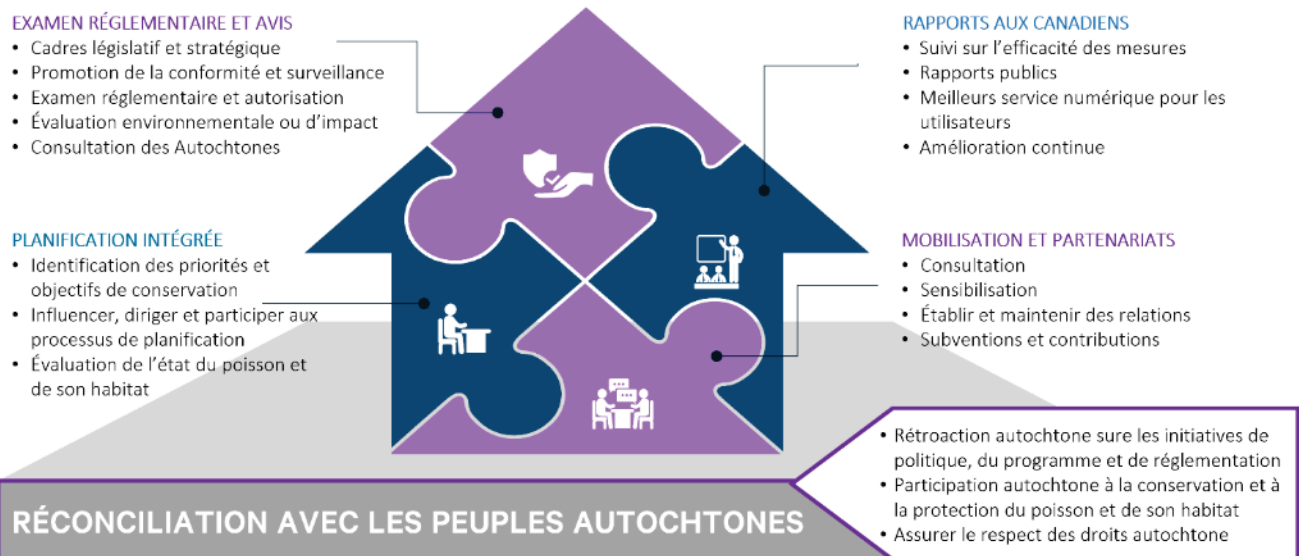 EXAMEN RÉGLEMENTAIRE ET AVIS
• Cadres législatif et stratégique
• Promotion de la conformité et surveillance
• Examen réglementaire et autorisation
• Évaluation environnementale ou d'impact
• Consultation des Autochtones
PLANIFICATION INTÉGRÉE
• Identification des priorités et
objectifs de conservation
• Influencer, diriger et participer aux
processus de planification
• Évaluation de l'état du poisson et
de son habitat
RAPPORTS AUX CANADIENS
• Suivi sur l'efficacité des mesures
• Rapports publics
• Meilleurs service numérique pour les
utilisateurs
• Amélioration continue
MOBILISATION ET PARTENARIATS
• Consultation
• Sensibilisation
• Établir et maintenir des relations
• Subventions et contributions
RÉCONCILIATION AVEC LES PEUPLES AUTOCHTONES
• Rétroaction autochtone sure les initiatives de
politique, du programme et de réglementation
• Participation autochtone à la conservation et à
la protection du poisson et de son habitat
• Assurer le respect des droits autochtone